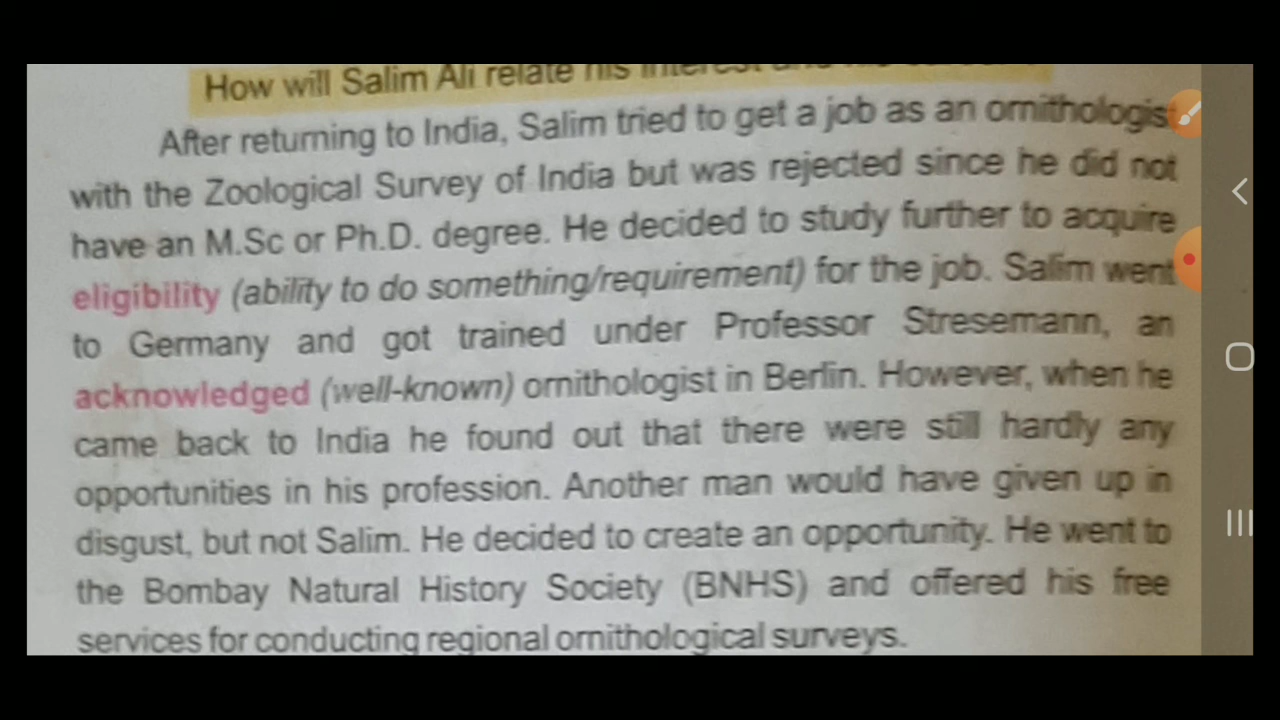 How will Salim Ali relate his interest
After returning to India, Salim tried to get a job as an ornithologist
with the Zoological Survey of India but was rejected since he did not
have an M.Sc or Ph.D. degree. He decided to study further to acquire
eligibility (ability to do something/requirement) for the job. Salim went
to Germany and got trained under Professor Stresemann, an
acknowledged (well-known) ornithologist in Berlin. However, when he
came back to India he found out that there were still hardly any
opportunities in his profession. Another man would have given up in
disgust, but not Salim. He decided to create an opportunity. He went to
the Bombay Natural History Society (BNHS) and offered his free
services for conducting regional ornithological surveys.